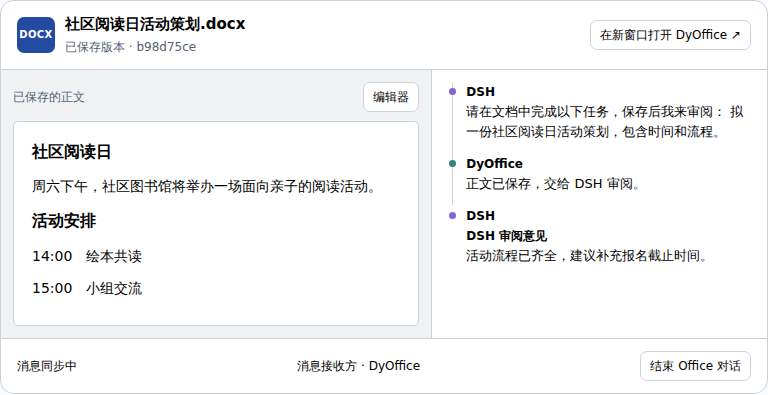 DOCX
社区阅读日活动策划.docx
已保存版本 · b98d75ce
在新窗口打开 DyOffice ↗
已保存的正文
编辑器
社区阅读日
周六下午，社区图书馆将举办一场面向亲子的阅读活动。
活动安排
14:00 绘本共读
15:00 小组交流
DSH
请在文档中完成以下任务，保存后我来审阅： 拟
一份社区阅读日活动策划，包含时间和流程。
DyOffice
正文已保存，交给 DSH 审阅。
DSH
DSH 审阅意见
活动流程已齐全，建议补充报名截止时间。
消息同步中
消息接收方 · DyOffice
结束 Office 对话